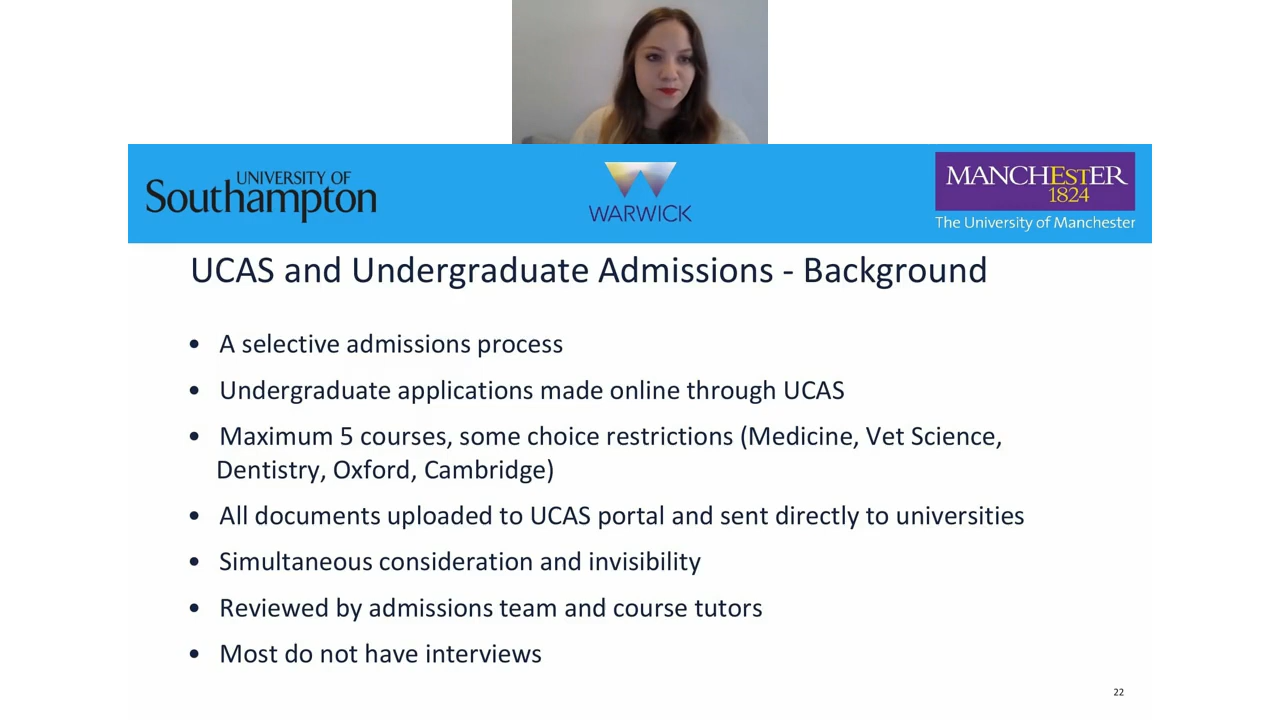 UNIVERSITY OF
Southampton
WARWICK
MANCHESTER
1824
The University of Manchester
UCAS and Undergraduate Admissions - Background
• A selective admissions process
• Undergraduate applications made online through UCAS
• Maximum 5 courses, some choice restrictions (Medicine, Vet Science,
Dentistry, Oxford, Cambridge)
• All documents uploaded to UCAS portal and sent directly to universities
• Simultaneous consideration and invisibility
• Reviewed by admissions team and course tutors
• Most do not have interviews
22